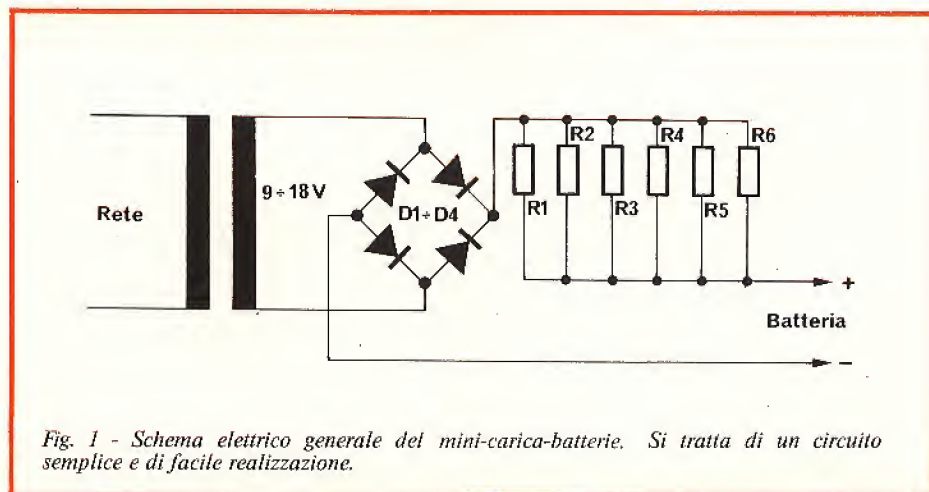 R2 R4 R6
9÷18 V
Rete
D1÷D4
R1 R3 R5
+
Batteria
−
Fig. 1 - Schema elettrico generale del mini-carica-batterie. Si tratta di un circuito
semplice e di facile realizzazione.